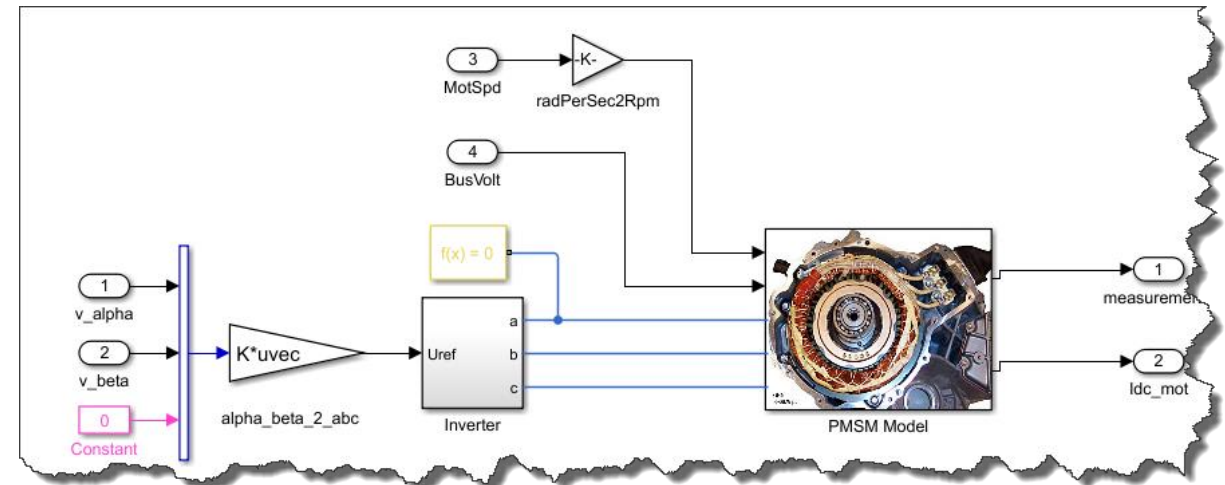 3
MotSpd
-K-
radPerSec2Rpm
4
BusVolt
f(x) = 0
1
v_alpha
2
v_beta
0
Constant
K*uvec
alpha_beta_2_abc
Uref
a
b
c
Inverter
PMSM Model
1
measuremen
2
Idc_mot